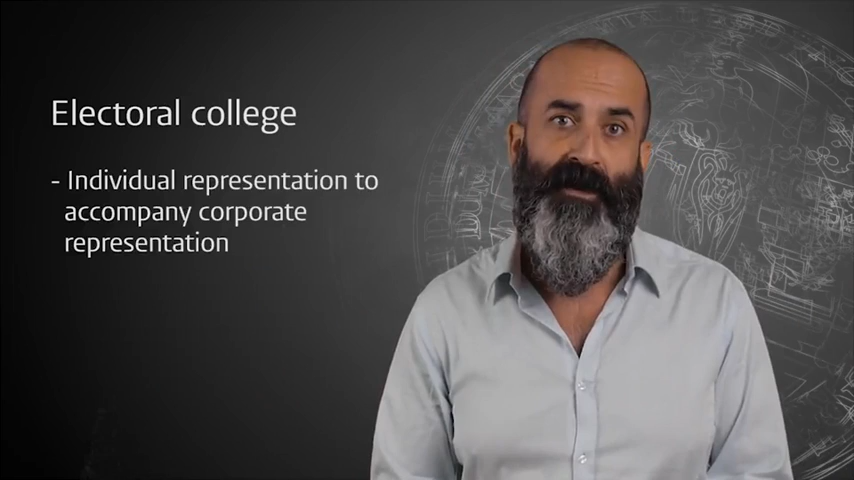 Electoral college
- Individual representation to
accompany corporate
representation